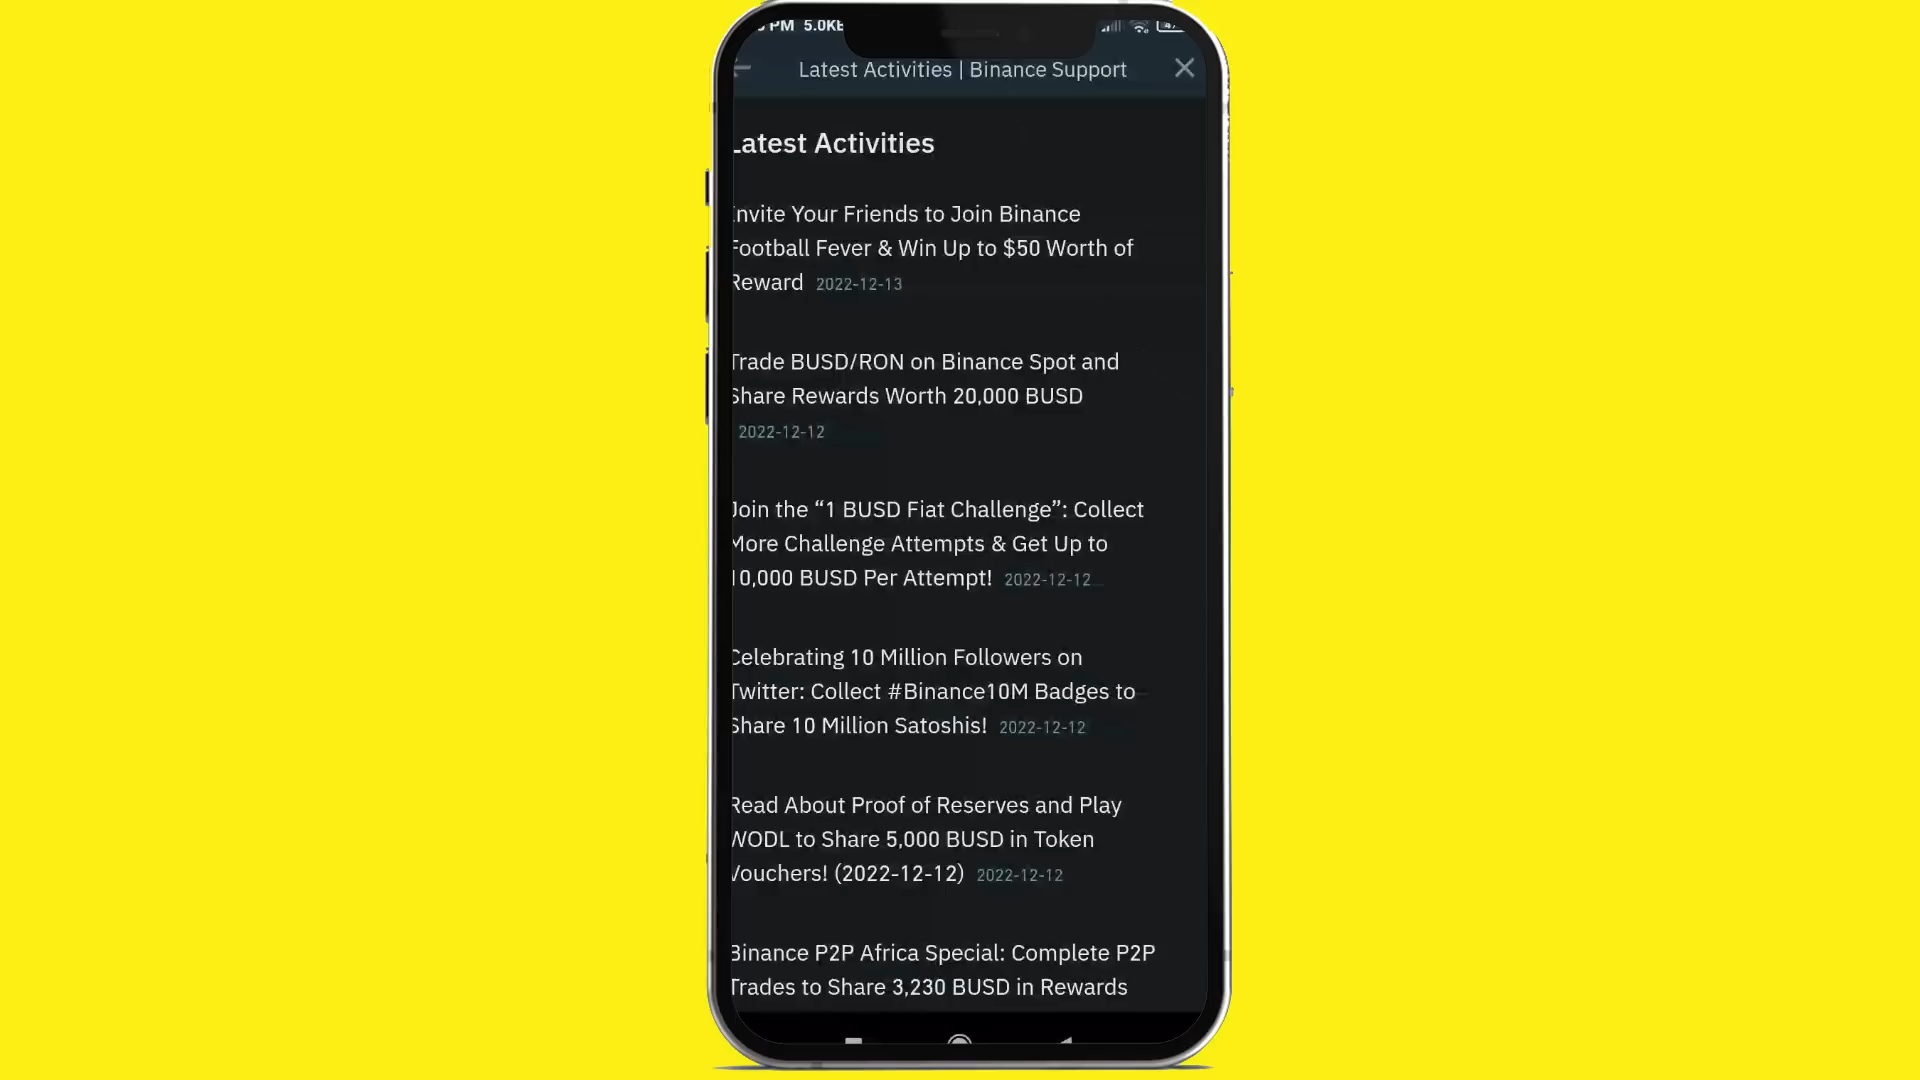 PM 5.0KB
Latest Activities | Binance Support
Latest Activities
Invite Your Friends to Join Binance
Football Fever & Win Up to $50 Worth of
Reward 2022-12-13
Trade BUSD/RON on Binance Spot and
Share Rewards Worth 20,000 BUSD
2022-12-12
Join the “1 BUSD Fiat Challenge”: Collect
More Challenge Attempts & Get Up to
10,000 BUSD Per Attempt! 2022-12-12
Celebrating 10 Million Followers on
Twitter: Collect #Binance10M Badges to
Share 10 Million Satoshis! 2022-12-12
Read About Proof of Reserves and Play
WODL to Share 5,000 BUSD in Token
Vouchers! (2022-12-12) 2022-12-12
Binance P2P Africa Special: Complete P2P
Trades to Share 3,230 BUSD in Rewards